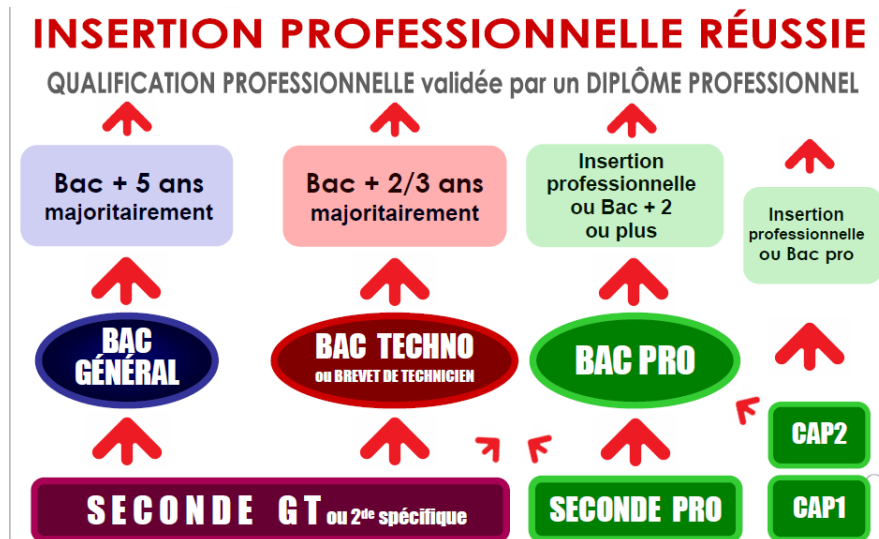 INSERTION PROFESSIONNELLE RÉUSSIE
QUALIFICATION PROFESSIONNELLE validée par un DIPLÔME PROFESSIONNEL
Bac + 5 ans
majoritairement
Bac + 2/3 ans
majoritairement
Insertion
professionnelle
ou Bac + 2
ou plus
Insertion
professionnelle
ou Bac pro
BAC
GÉNÉRAL
BAC TECHNO
ou BREVET DE TECHNICIEN
BAC PRO
CAP2
SECONDE GT ou 2de spécifique
SECONDE PRO
CAP1